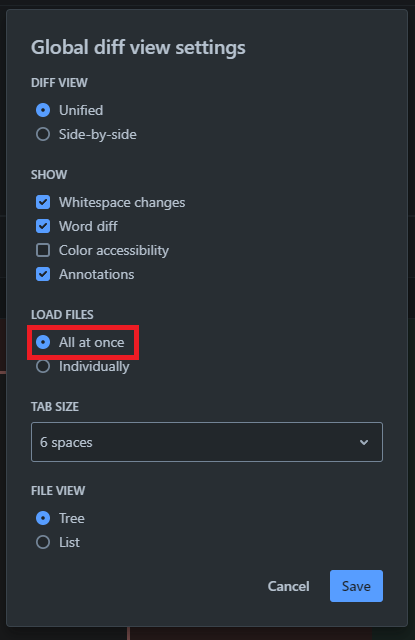 Global diff view settings
DIFF VIEW
Unified
Side-by-side
SHOW
Whitespace changes
Word diff
Color accessibility
Annotations
LOAD FILES
All at once
Individually
TAB SIZE
6 spaces
FILE VIEW
Tree
List
Cancel Save